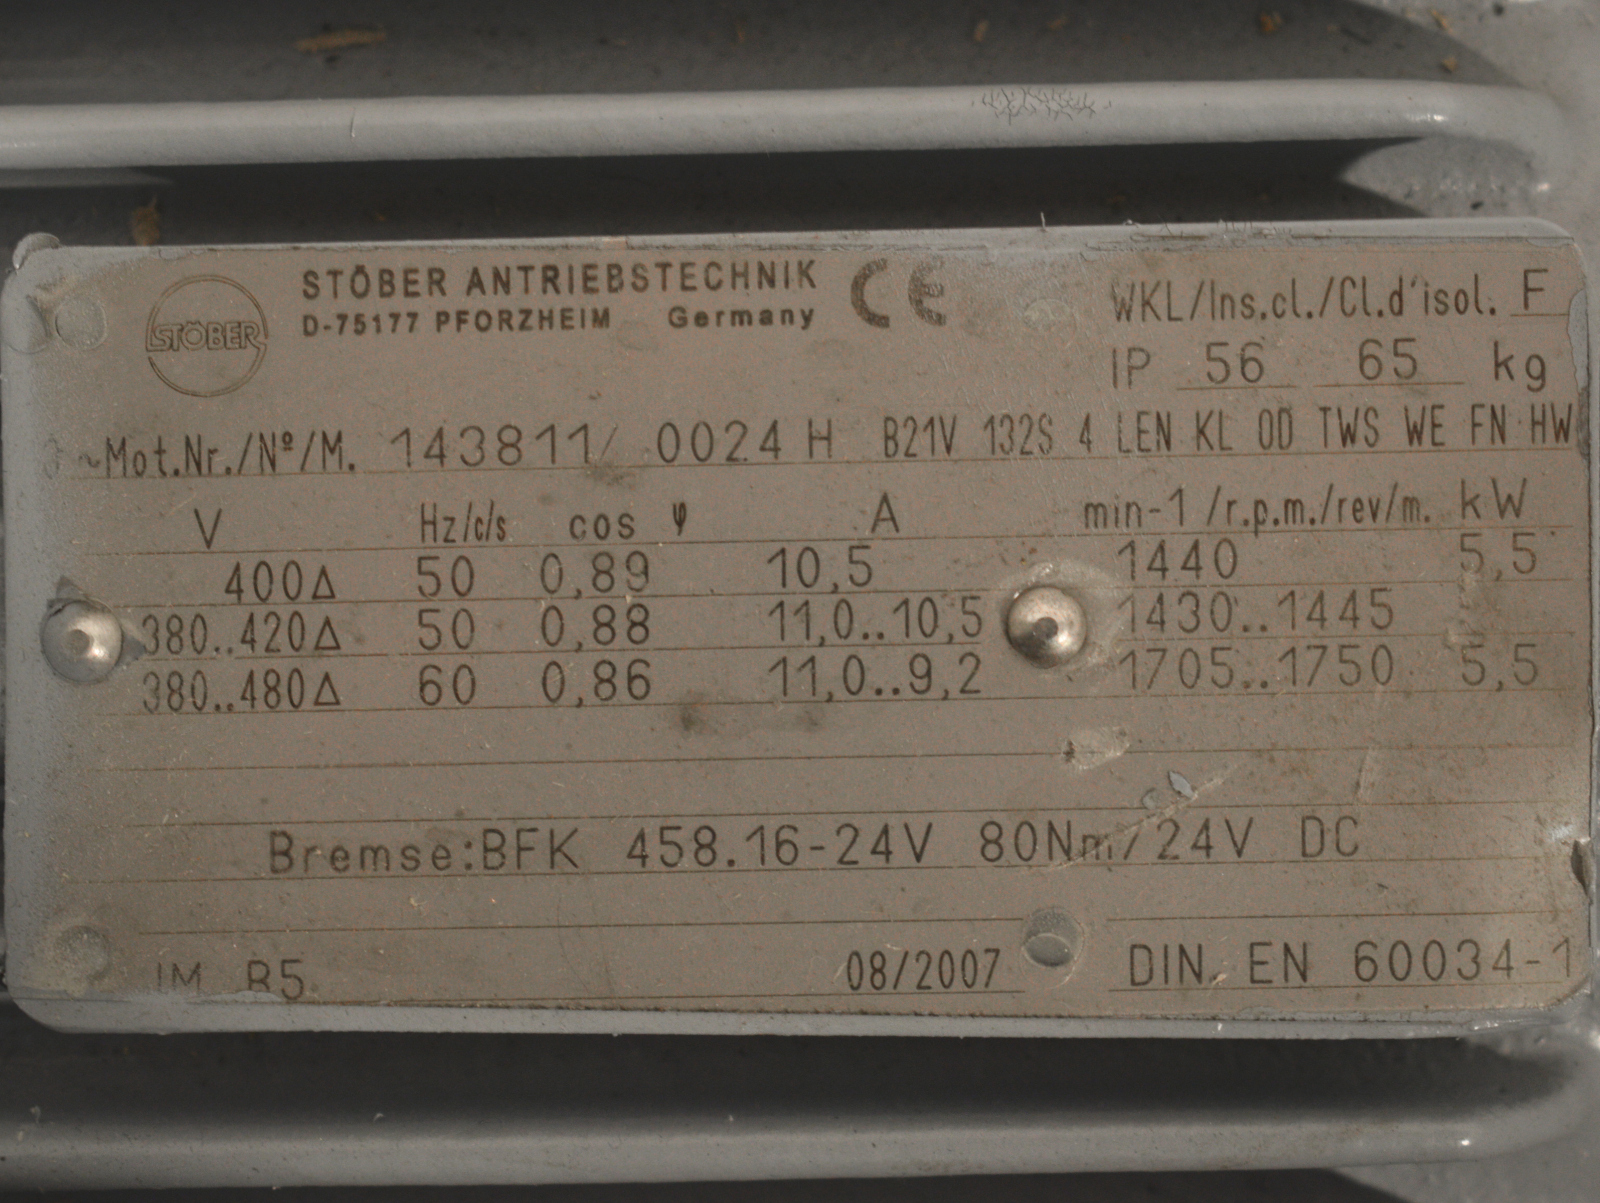 STÖBER
STÖBER ANTRIEBSTECHNIK CE
D-75177 PFORZHEIM Germany
WKL/Ins.cl./Cl.d'isol. F
IP 56 65 kg
~Mot.Nr./Nº/M. 143811/ 0024 H B21V 132S 4 LEN KL OD TWS WE FN HW
V Hz/c/s cos φ A min-1 /r.p.m./rev/m. kW
400Δ 50 0,89 10,5 1440 5,5
380..420Δ 50 0,88 11,0..10,5 1430..1445
380..480Δ 60 0,86 11,0..9,2 1705..1750 5,5
Bremse:BFK 458.16-24V 80Nm/24V DC
IM B5 08/2007 DIN EN 60034-1